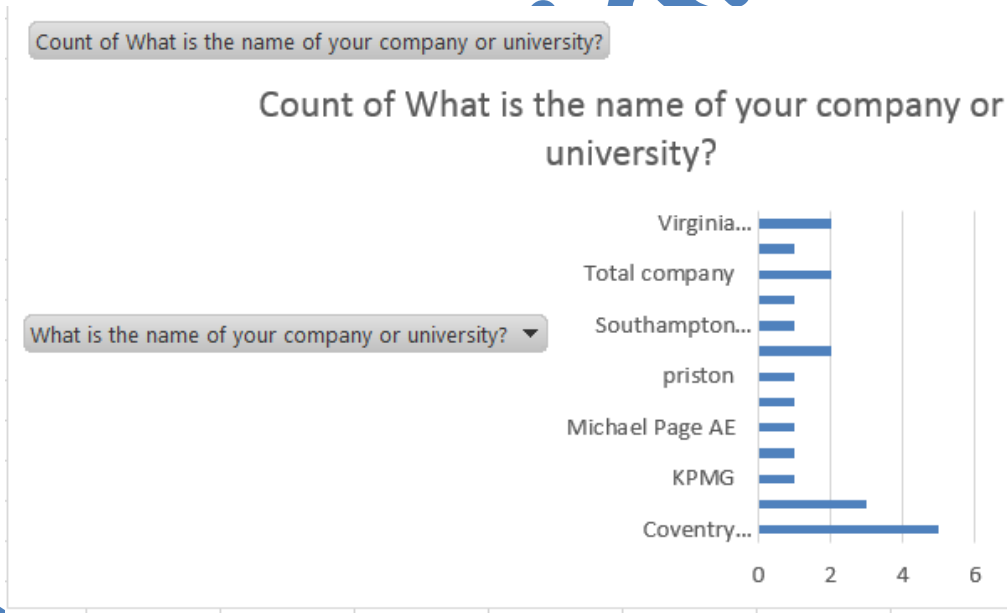 Count of What is the name of your company or university?
Count of What is the name of your company or
university?
What is the name of your company or university?
Virginia...
Total company
Southampton...
priston
Michael Page AE
KPMG
Coventry...
0 2 4 6